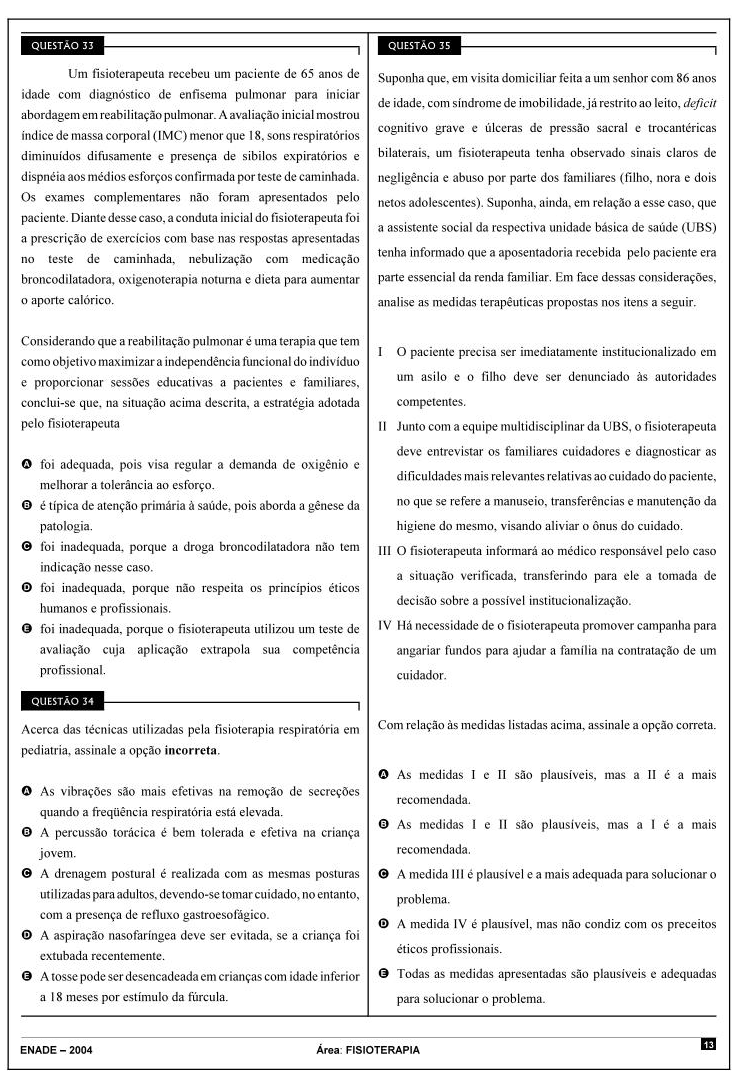 QUESTÃO 33
Um fisioterapeuta recebeu um paciente de 65 anos de
idade com diagnóstico de enfisema pulmonar para iniciar
abordagem em reabilitação pulmonar. A avaliação inicial mostrou
índice de massa corporal (IMC) menor que 18, sons respiratórios
diminuídos difusamente e presença de sibilos expiratórios e
dispnéia aos médios esforços confirmada por teste de caminhada.
Os exames complementares não foram apresentados pelo
paciente. Diante desse caso, a conduta inicial do fisioterapeuta foi
a prescrição de exercícios com base nas respostas apresentadas
no teste de caminhada, nebulização com medicação
broncodilatadora, oxigenoterapia noturna e dieta para aumentar
o aporte calórico.
Considerando que a reabilitação pulmonar é uma terapia que tem
como objetivo maximizar a independência funcional do indivíduo
e proporcionar sessões educativas a pacientes e familiares,
conclui-se que, na situação acima descrita, a estratégia adotada
pelo fisioterapeuta
A foi adequada, pois visa regular a demanda de oxigênio e
melhorar a tolerância ao esforço.
B é típica de atenção primária à saúde, pois aborda a gênese da
patologia.
C foi inadequada, porque a droga broncodilatadora não tem
indicação nesse caso.
D foi inadequada, porque não respeita os princípios éticos
humanos e profissionais.
E foi inadequada, porque o fisioterapeuta utilizou um teste de
avaliação cuja aplicação extrapola sua competência
profissional.
QUESTÃO 34
Acerca das técnicas utilizadas pela fisioterapia respiratória em
pediatria, assinale a opção incorreta.
A As vibrações são mais efetivas na remoção de secreções
quando a freqüência respiratória está elevada.
B A percussão torácica é bem tolerada e efetiva na criança
jovem.
C A drenagem postural é realizada com as mesmas posturas
utilizadas para adultos, devendo-se tomar cuidado, no entanto,
com a presença de refluxo gastroesofágico.
D A aspiração nasofaríngea deve ser evitada, se a criança foi
extubada recentemente.
E A tosse pode ser desencadeada em crianças com idade inferior
a 18 meses por estímulo da fúrcula.
QUESTÃO 35
Suponha que, em visita domiciliar feita a um senhor com 86 anos
de idade, com síndrome de imobilidade, já restrito ao leito, deficit
cognitivo grave e úlceras de pressão sacral e trocantéricas
bilaterais, um fisioterapeuta tenha observado sinais claros de
negligência e abuso por parte dos familiares (filho, nora e dois
netos adolescentes). Suponha, ainda, em relação a esse caso, que
a assistente social da respectiva unidade básica de saúde (UBS)
tenha informado que a aposentadoria recebida pelo paciente era
parte essencial da renda familiar. Em face dessas considerações,
analise as medidas terapêuticas propostas nos itens a seguir.
I O paciente precisa ser imediatamente institucionalizado em
um asilo e o filho deve ser denunciado às autoridades
competentes.
II Junto com a equipe multidisciplinar da UBS, o fisioterapeuta
deve entrevistar os familiares cuidadores e diagnosticar as
dificuldades mais relevantes relativas ao cuidado do paciente,
no que se refere a manuseio, transferências e manutenção da
higiene do mesmo, visando aliviar o ônus do cuidado.
III O fisioterapeuta informará ao médico responsável pelo caso
a situação verificada, transferindo para ele a tomada de
decisão sobre a possível institucionalização.
IV Há necessidade de o fisioterapeuta promover campanha para
angariar fundos para ajudar a família na contratação de um
cuidador.
Com relação às medidas listadas acima, assinale a opção correta.
A As medidas I e II são plausíveis, mas a II é a mais
recomendada.
B As medidas I e II são plausíveis, mas a I é a mais
recomendada.
C A medida III é plausível e a mais adequada para solucionar o
problema.
D A medida IV é plausível, mas não condiz com os preceitos
éticos profissionais.
E Todas as medidas apresentadas são plausíveis e adequadas
para solucionar o problema.
ENADE – 2004
Área: FISIOTERAPIA
13